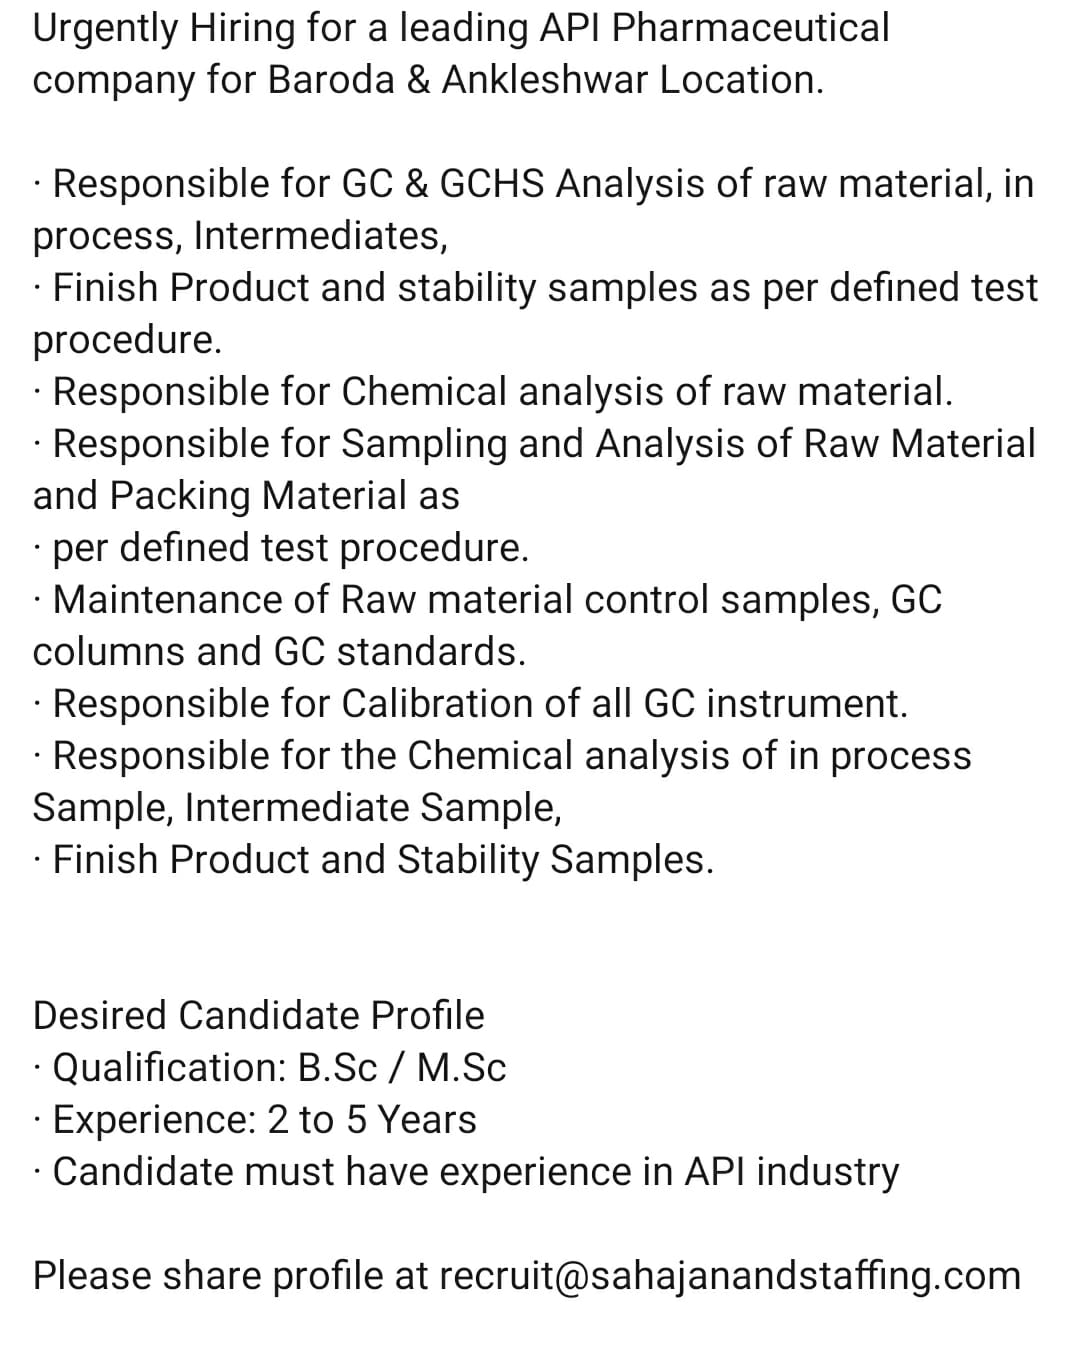 Urgently Hiring for a leading API Pharmaceutical
company for Baroda & Ankleshwar Location.
· Responsible for GC & GCHS Analysis of raw material, in
process, Intermediates,
· Finish Product and stability samples as per defined test
procedure.
· Responsible for Chemical analysis of raw material.
· Responsible for Sampling and Analysis of Raw Material
and Packing Material as
· per defined test procedure.
· Maintenance of Raw material control samples, GC
columns and GC standards.
· Responsible for Calibration of all GC instrument.
· Responsible for the Chemical analysis of in process
Sample, Intermediate Sample,
· Finish Product and Stability Samples.
Desired Candidate Profile
· Qualification: B.Sc / M.Sc
· Experience: 2 to 5 Years
· Candidate must have experience in API industry
Please share profile at recruit@sahajanandstaffing.com